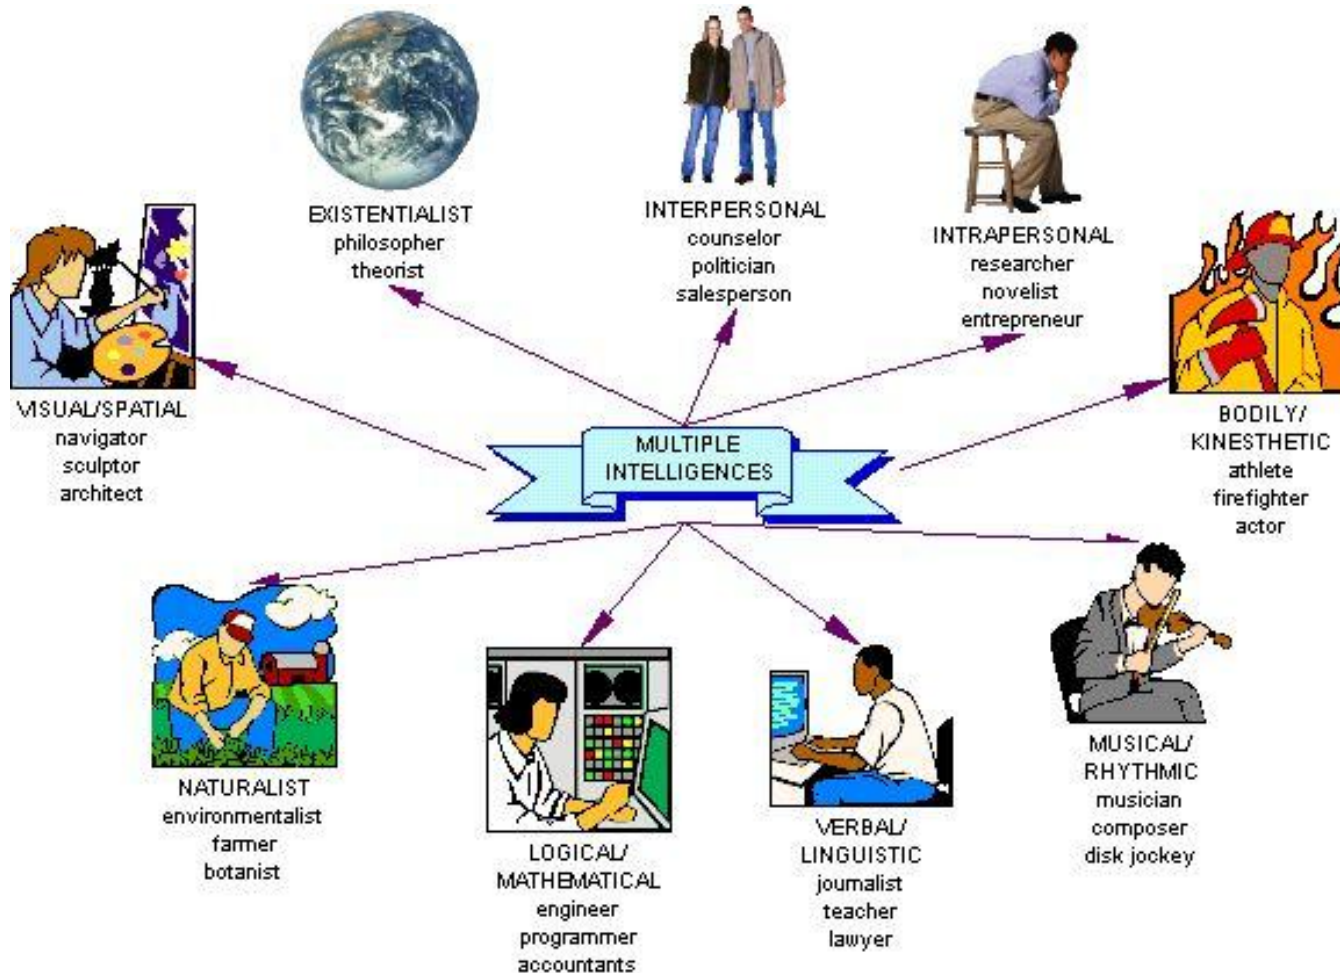 EXISTENTIALIST
philosopher
theorist
INTERPERSONAL
counselor
politician
salesperson
INTRAPERSONAL
researcher
novelist
entrepreneur
VISUAL/SPATIAL
navigator
sculptor
architect
MULTIPLE
INTELLIGENCES
BODILY/
KINESTHETIC
athlete
firefighter
actor
NATURALIST
environmentalist
farmer
botanist
LOGICAL/
MATHEMATICAL
engineer
programmer
accountants
VERBAL/
LINGUISTIC
journalist
teacher
lawyer
MUSICAL/
RHYTHMIC
musician
composer
disk jockey